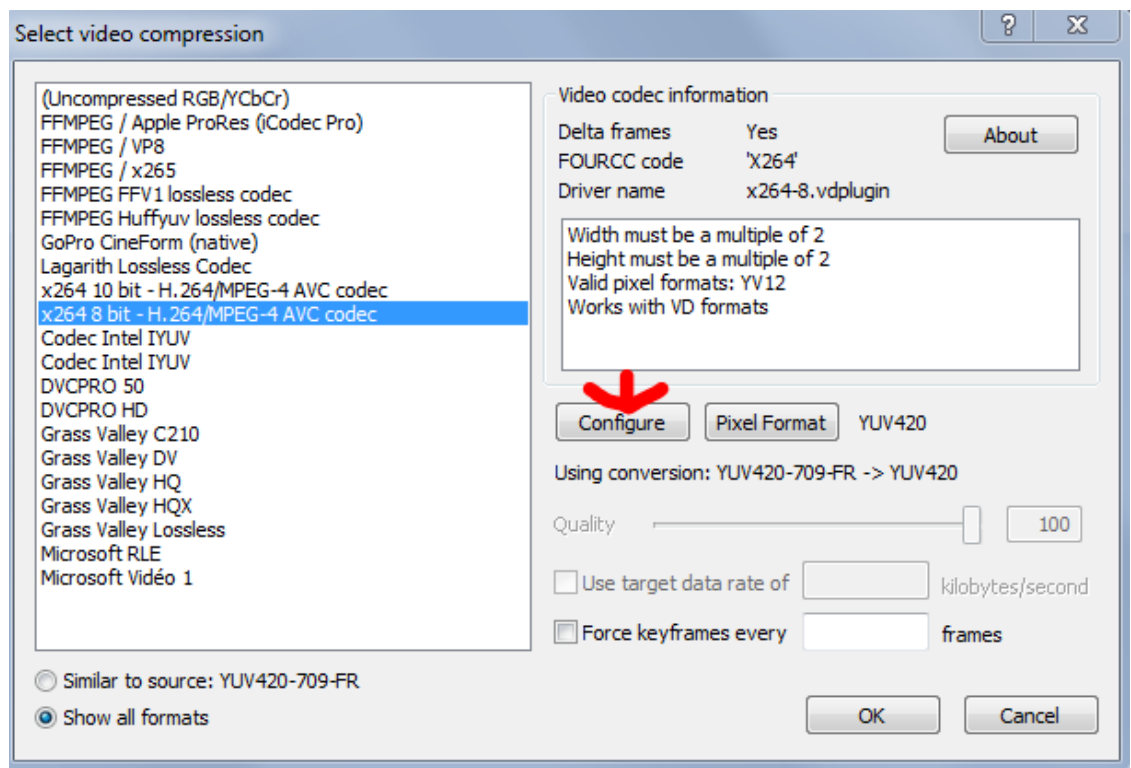 Select video compression
(Uncompressed RGB/YCbCr)
FFMPEG / Apple ProRes (iCodec Pro)
FFMPEG / VP8
FFMPEG / x265
FFMPEG FFV1 lossless codec
FFMPEG Huffyuv lossless codec
GoPro CineForm (native)
Lagarith Lossless Codec
x264 10 bit - H.264/MPEG-4 AVC codec
x264 8 bit - H.264/MPEG-4 AVC codec
Codec Intel IYUV
Codec Intel IYUV
DVCPRO 50
DVCPRO HD
Grass Valley C210
Grass Valley DV
Grass Valley HQ
Grass Valley HQX
Grass Valley Lossless
Microsoft RLE
Microsoft Vidéo 1
Similar to source: YUV420-709-FR
Show all formats
Video codec information
Delta frames Yes About
FOURCC code 'X264'
Driver name x264-8.vdplugin
Width must be a multiple of 2
Height must be a multiple of 2
Valid pixel formats: YV12
Works with VD formats
Configure Pixel Format YUV420
Using conversion: YUV420-709-FR -> YUV420
Quality 100
Use target data rate of kilobytes/second
Force keyframes every frames
OK Cancel